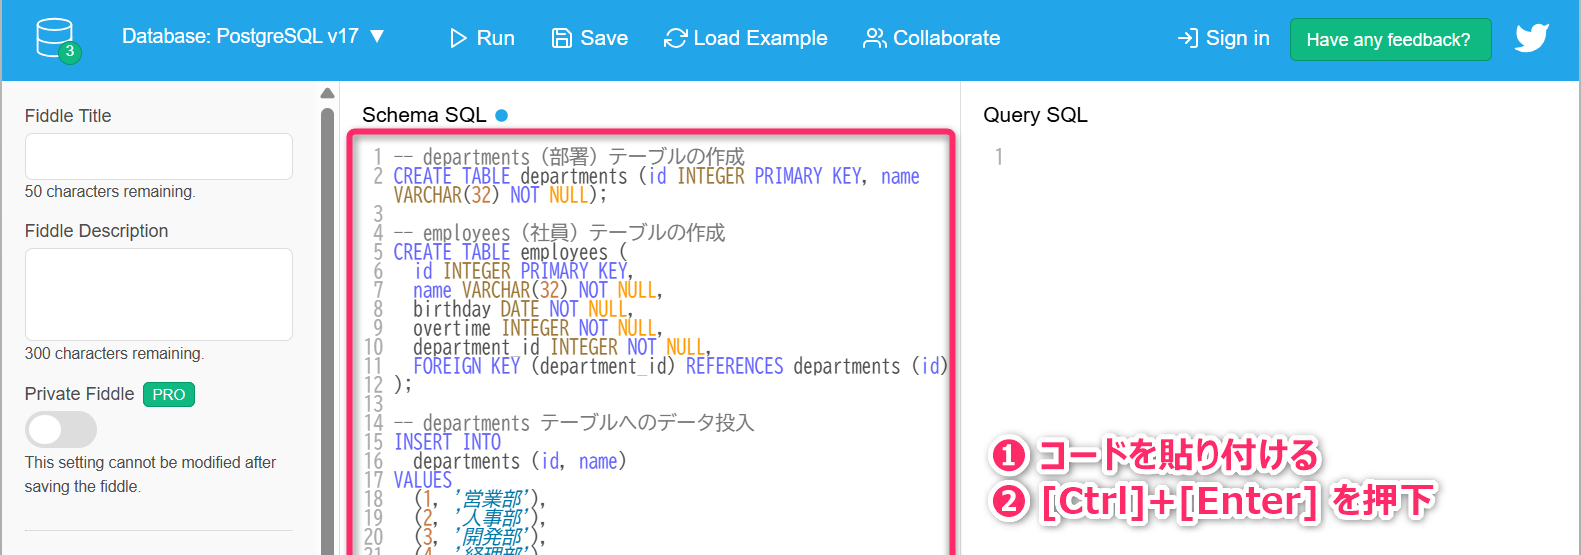 3
Database: PostgreSQL v17 ▼
Run
Save
Load Example
Collaborate
Sign in
Have any feedback?
Fiddle Title
50 characters remaining.
Fiddle Description
300 characters remaining.
Private Fiddle PRO
This setting cannot be modified after
saving the fiddle.
Schema SQL
1 -- departments (部署) テーブルの作成
2 CREATE TABLE departments (id INTEGER PRIMARY KEY, name
VARCHAR(32) NOT NULL);
3
4 -- employees (社員) テーブルの作成
5 CREATE TABLE employees (
6 id INTEGER PRIMARY KEY,
7 name VARCHAR(32) NOT NULL,
8 birthday DATE NOT NULL,
9 overtime INTEGER NOT NULL,
10 department_id INTEGER NOT NULL,
11 FOREIGN KEY (department_id) REFERENCES departments (id)
12 );
13
14 -- departments テーブルへのデータ投入
15 INSERT INTO
16 departments (id, name)
17 VALUES
18 (1, '営業部'),
19 (2, '人事部'),
20 (3, '開発部'),
21 (4, '経理部'),
Query SQL
1
❶ コードを貼り付ける
❷ [Ctrl]+[Enter] を押下